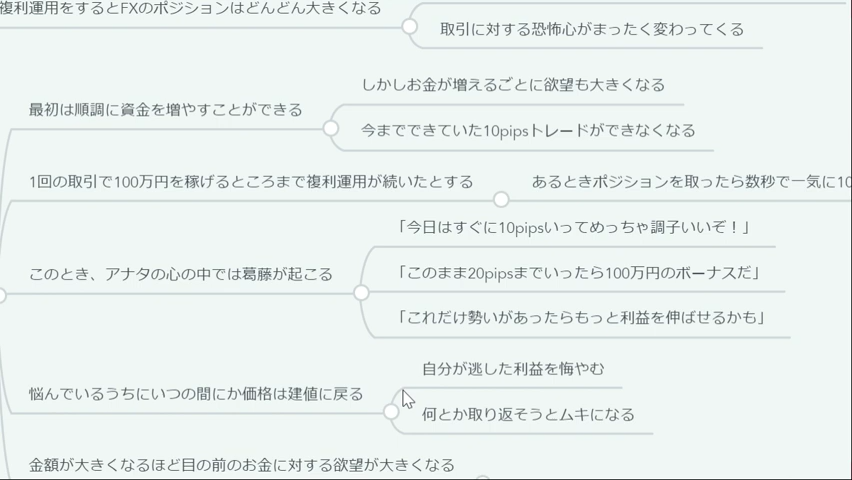 複利運用をするとFXのポジションはどんどん大きくなる
取引に対する恐怖心がまったく変わってくる
最初は順調に資金を増やすことができる
しかしお金が増えるごとに欲望も大きくなる
今までできていた10pipsトレードができなくなる
1回の取引で100万円を稼げるところまで複利運用が続いたとする
あるときポジションを取ったら数秒で一気に10
このとき、アナタの心の中では葛藤が起こる
「今日はすぐに10pipsいってめっちゃ調子いいぞ！」
「このまま20pipsまでいったら100万円のボーナスだ」
「これだけ勢いがあったらもっと利益を伸ばせるかも」
悩んでいるうちにいつの間にか価格は建値に戻る
自分が逃した利益を悔やむ
何とか取り返そうとムキになる
金額が大きくなるほど目の前のお金に対する欲望が大きくなる